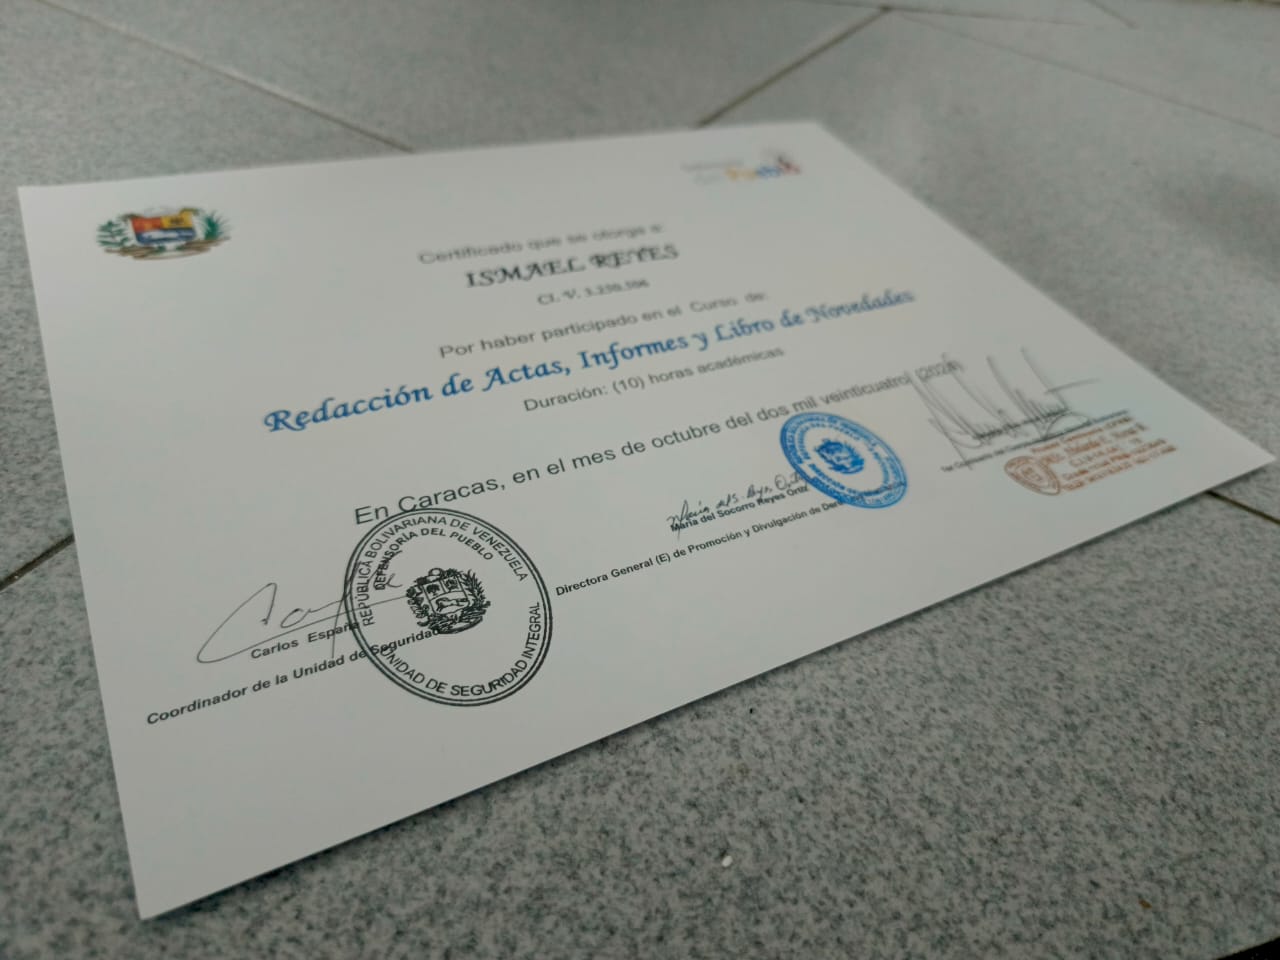 Pueblo
Certificado que se otorga a:
ISMAEL REYES
CI. V.
Por haber participado en el Curso de:
Redacción de Actas, Informes y Libro de Novedades
Duración: (10) horas académicas
En Caracas, en el mes de octubre del dos mil veinticuatro (2024)
Carlos España
Coordinador de la Unidad de Seguridad
REPÚBLICA BOLIVARIANA DE VENEZUELA
DEFENSORÍA DEL PUEBLO
UNIDAD DE SEGURIDAD INTEGRAL
María del Socorro Reyes Ortiz
Directora General (E) de Promoción y Divulgación de